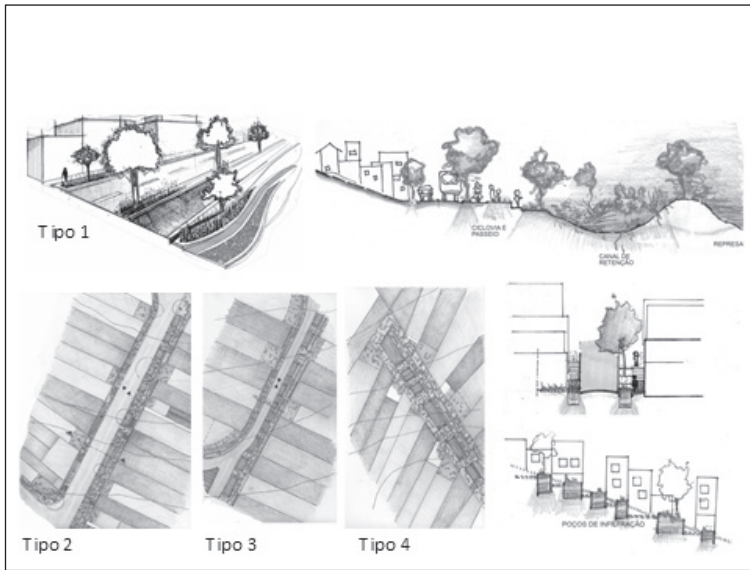 Tipo 1
CICLOVIA E
PASSEIO
CANAL DE
RETENÇÃO
REPRESA
Tipo 2
Tipo 3
Tipo 4
POÇOS DE INFILTRAÇÃO